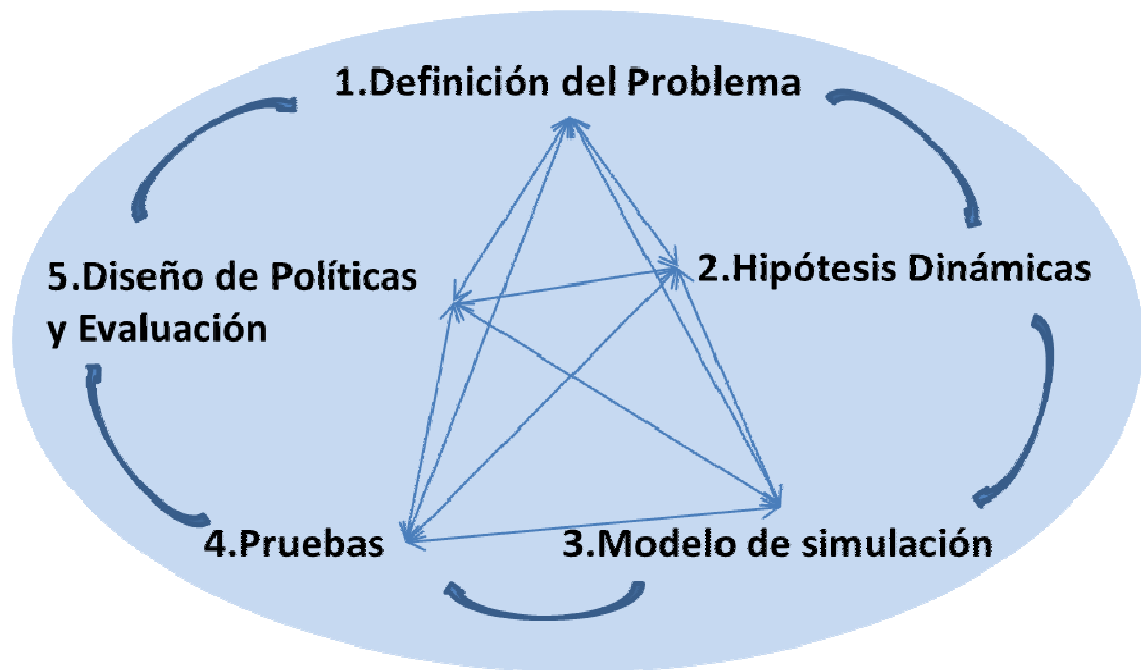 1.Definición del Problema
2.Hipótesis Dinámicas
3.Modelo de simulación
4.Pruebas
5.Diseño de Políticas
y Evaluación